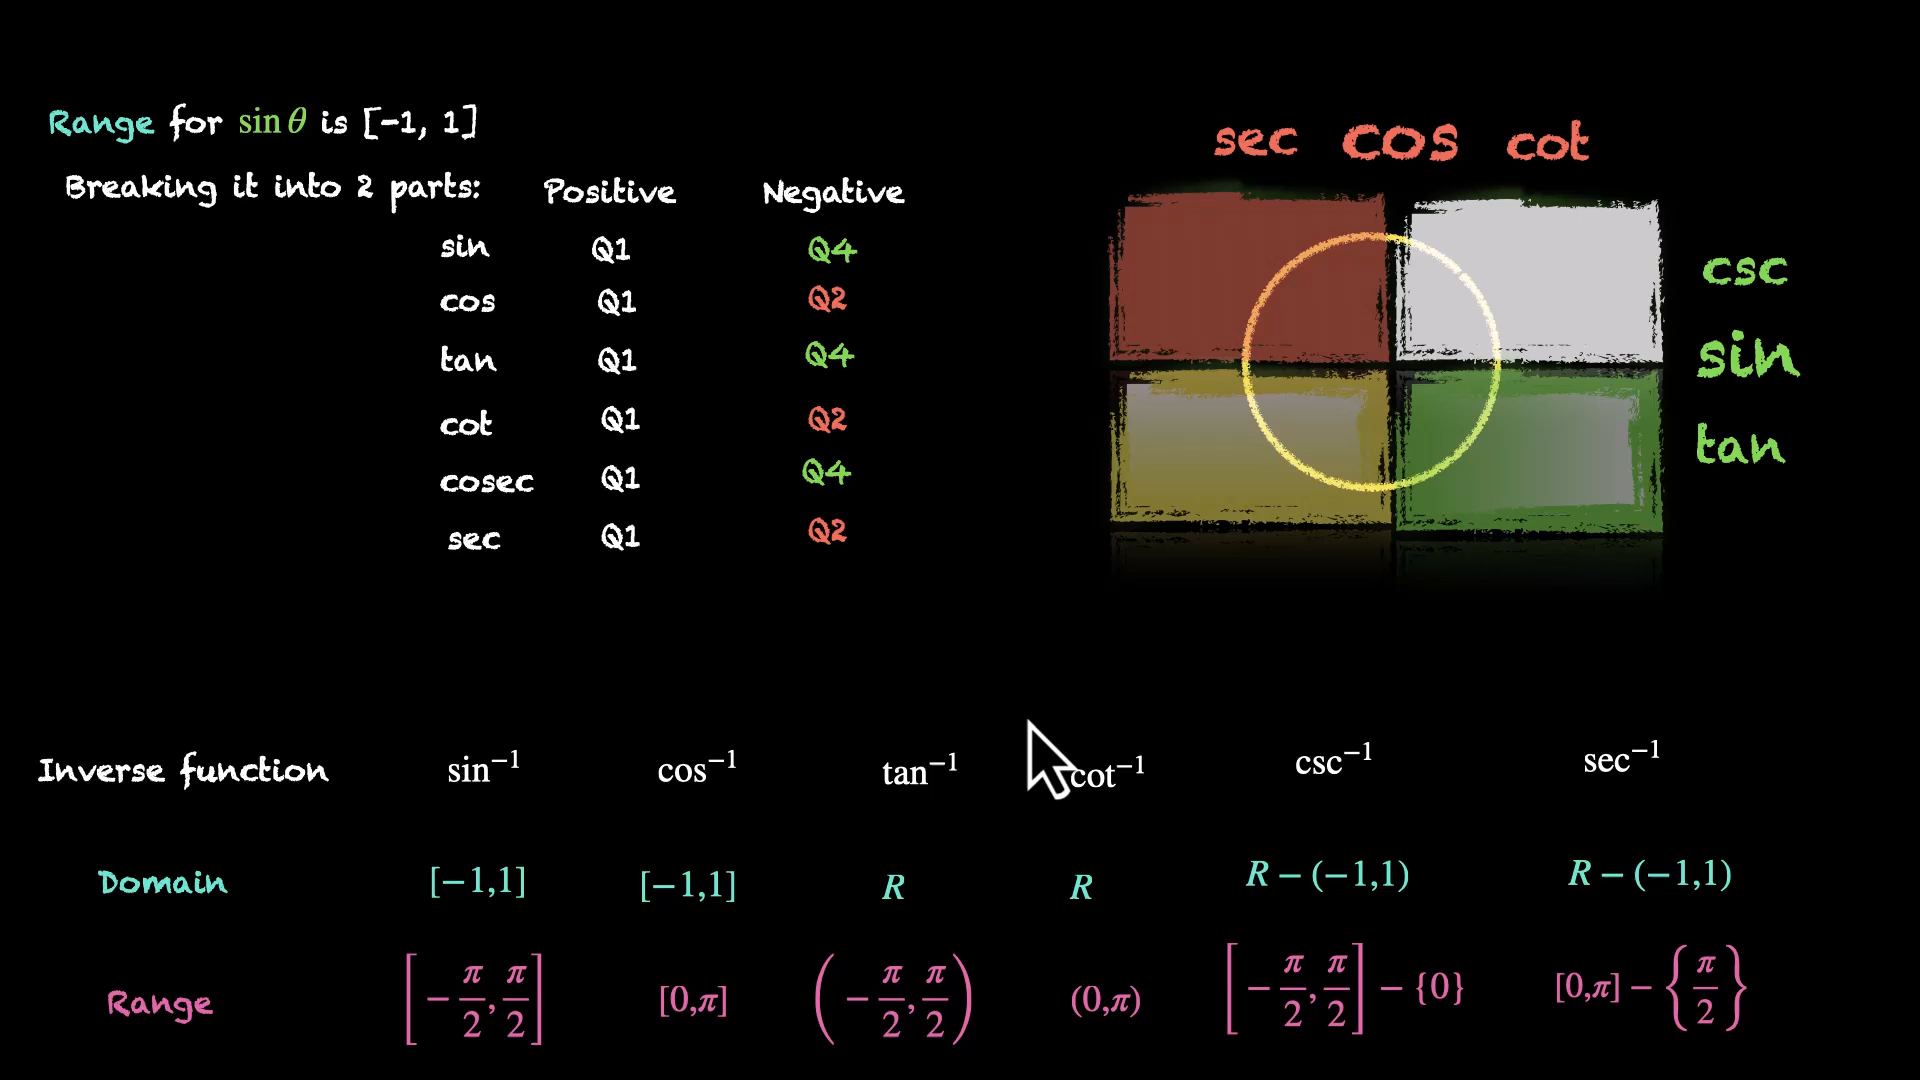 Range for sin θ is [-1, 1]
Breaking it into 2 parts: Positive Negative
sin Q1 Q4
cos Q1 Q2
tan Q1 Q4
cot Q1 Q2
cosec Q1 Q4
sec Q1 Q2
sec cos cot
csc
sin
tan
Inverse function sin⁻¹ cos⁻¹ tan⁻¹ cot⁻¹ csc⁻¹ sec⁻¹
Domain [−1,1] [−1,1] R R R − (−1,1) R − (−1,1)
Range [−π/2, π/2] [0,π] (−π/2, π/2) (0,π) [−π/2, π/2] − {0} [0,π] − {π/2}